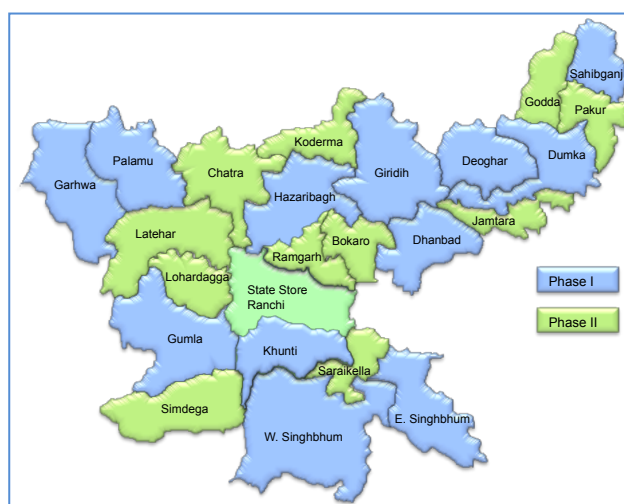 Sahibganj
Godda
Pakur
Koderma
Palamu
Deoghar
Dumka
Chatra
Giridih
Garhwa
Hazaribagh
Jamtara
Latehar
Bokaro
Dhanbad
Ramgarh
Lohardagga
State Store
Ranchi
Phase I
Phase II
Gumla
Khunti
Saraikella
Simdega
E. Singhbhum
W. Singhbhum